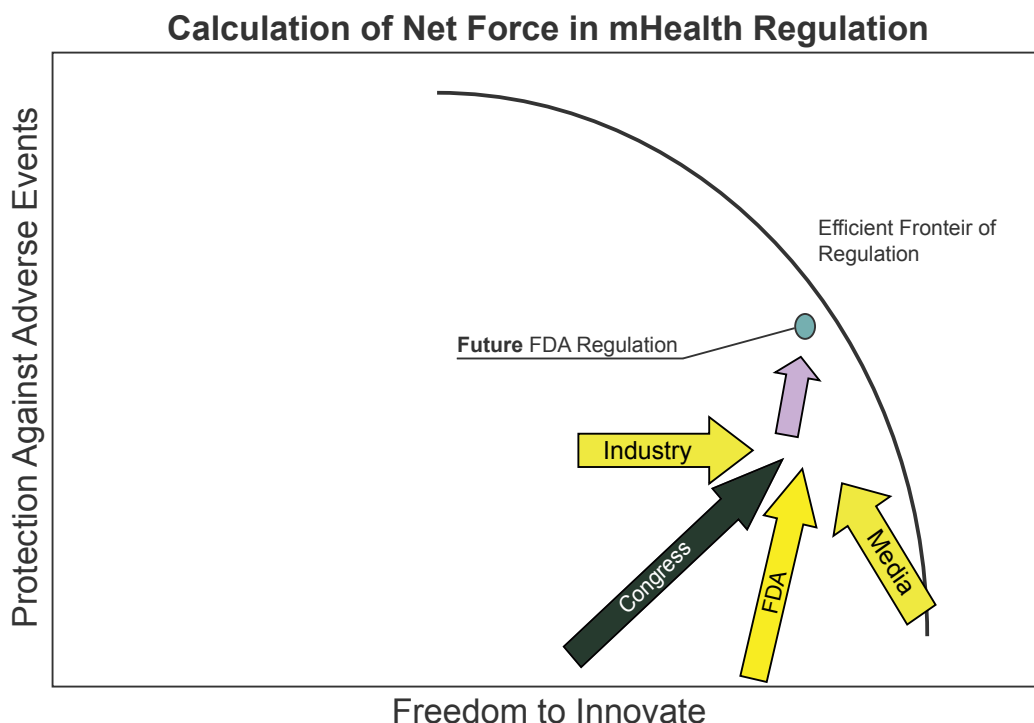 Calculation of Net Force in mHealth Regulation
Protection Against Adverse Events
Efficient Fronteir of
Regulation
Future FDA Regulation
Industry
Congress
FDA
Media
Freedom to Innovate